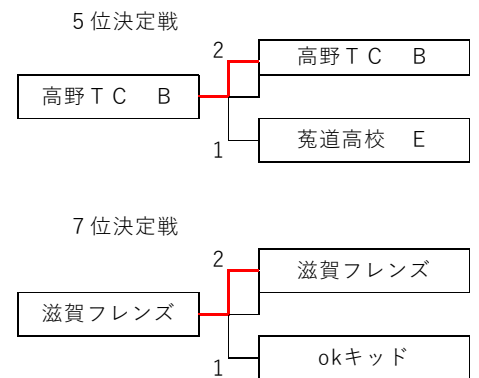 ５位決定戦
2
高野ＴＣ　Ｂ
高野ＴＣ　Ｂ
菟道高校　Ｅ
1
７位決定戦
2
滋賀フレンズ
滋賀フレンズ
okキッド
1